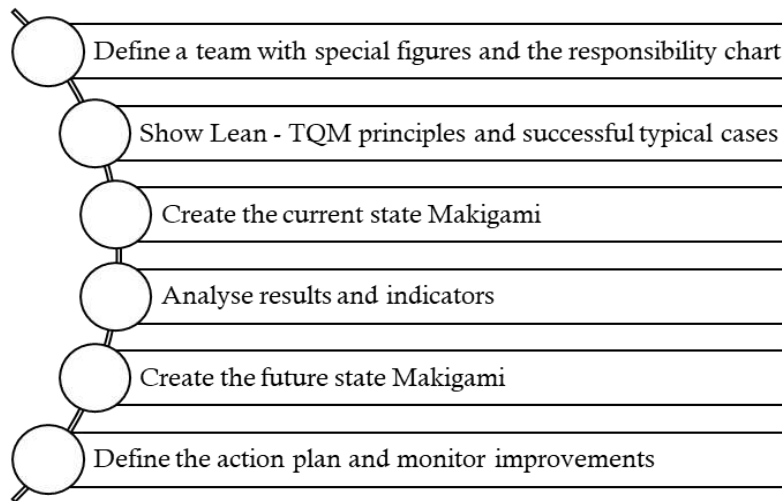 Define a team with special figures and the responsibility chart
Show Lean - TQM principles and successful typical cases
Create the current state Makigami
Analyse results and indicators
Create the future state Makigami
Define the action plan and monitor improvements